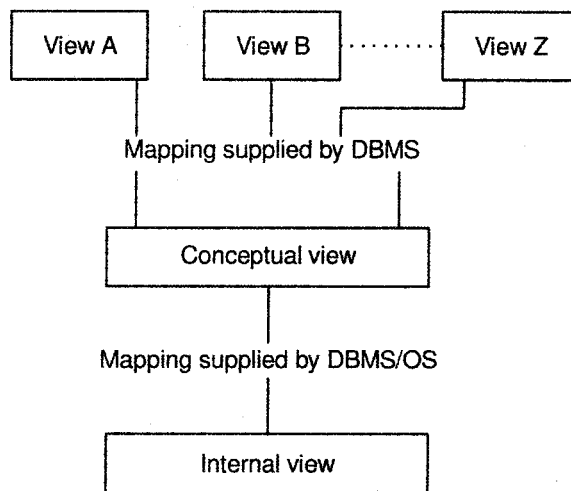 View A
View B
View Z
Mapping supplied by DBMS
Conceptual view
Mapping supplied by DBMS/OS
Internal view